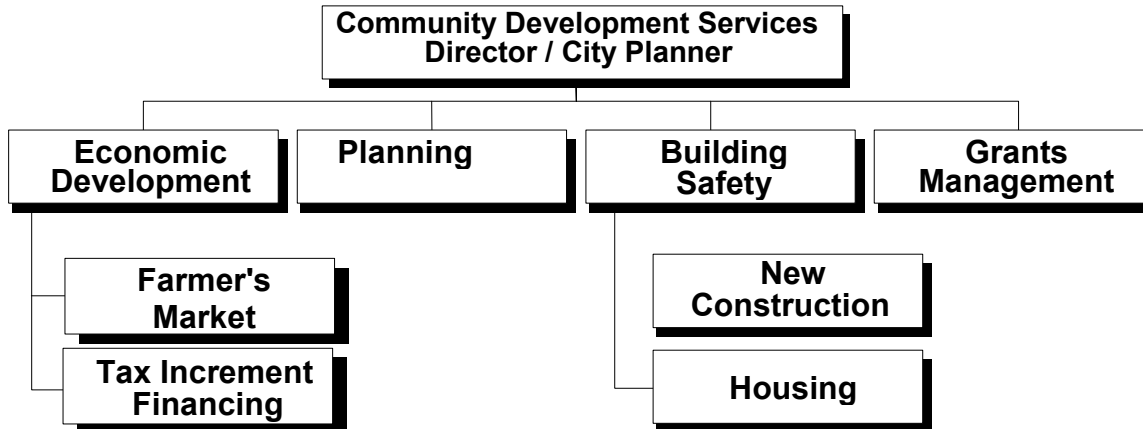 Community Development Services
Director / City Planner
Economic
Development
Planning
Building
Safety
Grants
Management
Farmer's
Market
Tax Increment
Financing
New
Construction
Housing